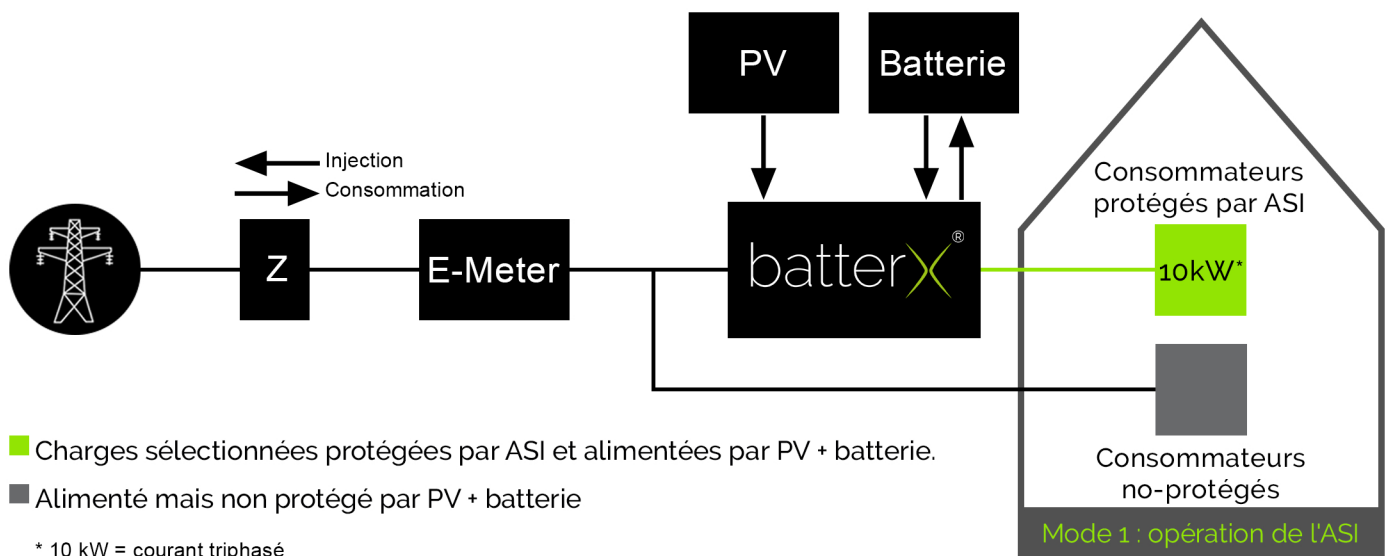 PV
Batterie
Injection
Consommation
Consommateurs
protégés par ASI
Z
E-Meter
batterX®
10kW*
Charges sélectionnées protégées par ASI et alimentées par PV + batterie.
Alimenté mais non protégé par PV + batterie
* 10 kW = courant triphasé
Consommateurs
no-protégés
Mode 1 : opération de l'ASI